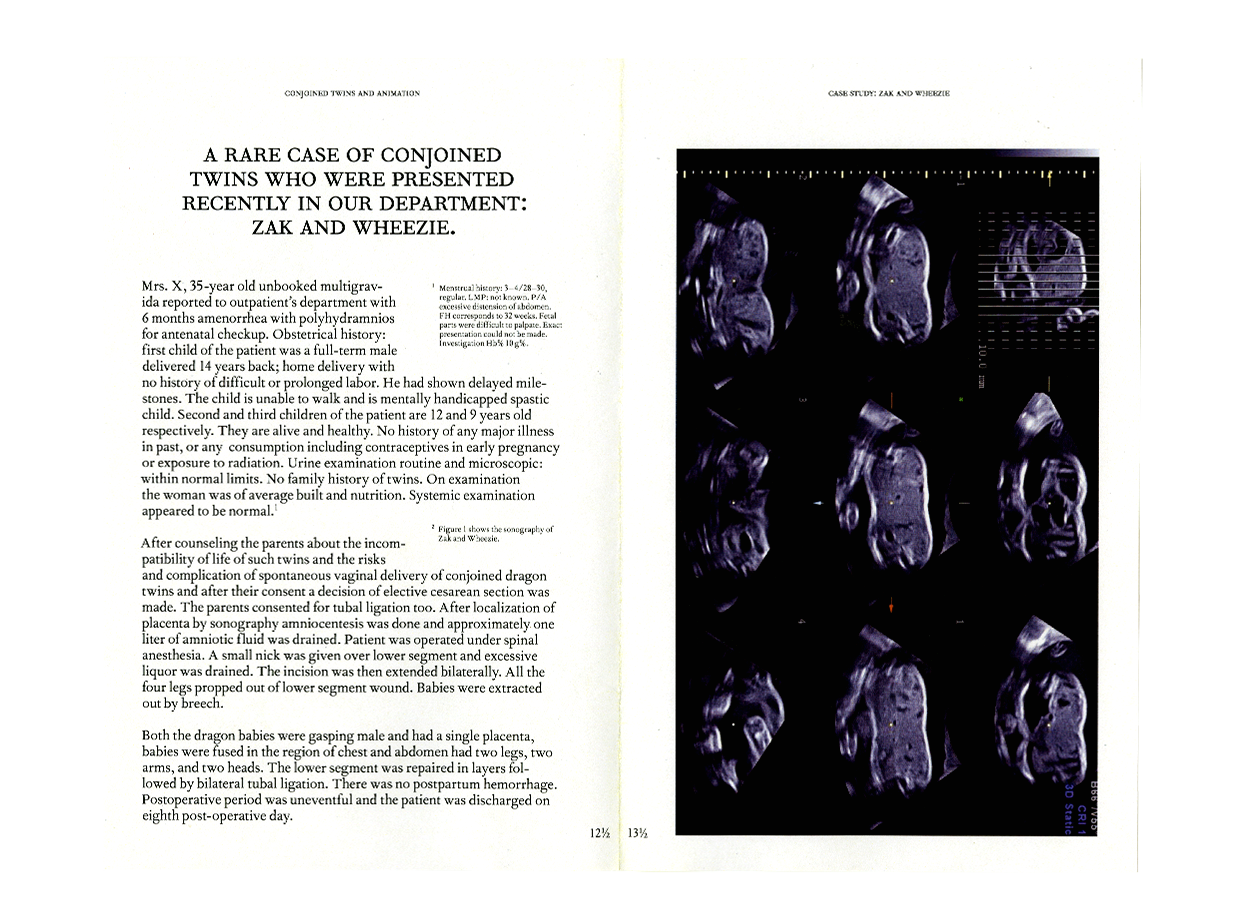 CONJOINED TWINS AND ANIMATION
A RARE CASE OF CONJOINED
TWINS WHO WERE PRESENTED
RECENTLY IN OUR DEPARTMENT:
ZAK AND WHEEZIE.
Mrs. X, 35-year old unbooked multigrav-
ida reported to outpatient's department with
6 months amenorrhea with polyhydramnios
for antenatal checkup. Obstetrical history:
first child of the patient was a full-term male
delivered 14 years back; home delivery with
no history of difficult or prolonged labor. He had shown delayed mile-
stones. The child is unable to walk and is mentally handicapped spastic
child. Second and third children of the patient are 12 and 9 years old
respectively. They are alive and healthy. No history of any major illness
in past, or any consumption including contraceptives in early pregnancy
or exposure to radiation. Urine examination routine and microscopic:
within normal limits. No family history of twins. On examination
the woman was of average built and nutrition. Systemic examination
appeared to be normal.1
1 Menstrual history: 3-4/28-30,
regular. LMP: not known. P/A
excessive distension of abdomen.
FH corresponds to 32 weeks. Fetal
parts were difficult to palpate. Exact
presentation could not be made.
Investigation Hb% 10g%.
After counseling the parents about the incom-
patibility of life of such twins and the risks
and complication of spontaneous vaginal delivery of conjoined dragon
twins and after their consent a decision of elective cesarean section was
made. The parents consented for tubal ligation too. After localization of
placenta by sonography amniocentesis was done and approximately one
liter of amniotic fluid was drained. Patient was operated under spinal
anesthesia. A small nick was given over lower segment and excessive
liquor was drained. The incision was then extended bilaterally. All the
four legs propped out of lower segment wound. Babies were extracted
out by breech.
2 Figure 1 shows the sonography of
Zak and Wheezie.
Both the dragon babies were gasping male and had a single placenta,
babies were fused in the region of chest and abdomen had two legs, two
arms, and two heads. The lower segment was repaired in layers fol-
lowed by bilateral tubal ligation. There was no postpartum hemorrhage.
Postoperative period was uneventful and the patient was discharged on
eighth post-operative day.
12½
CASE STUDY: ZAK AND WHEEZIE
10.0 mm
CRI 1
3D Static
13½